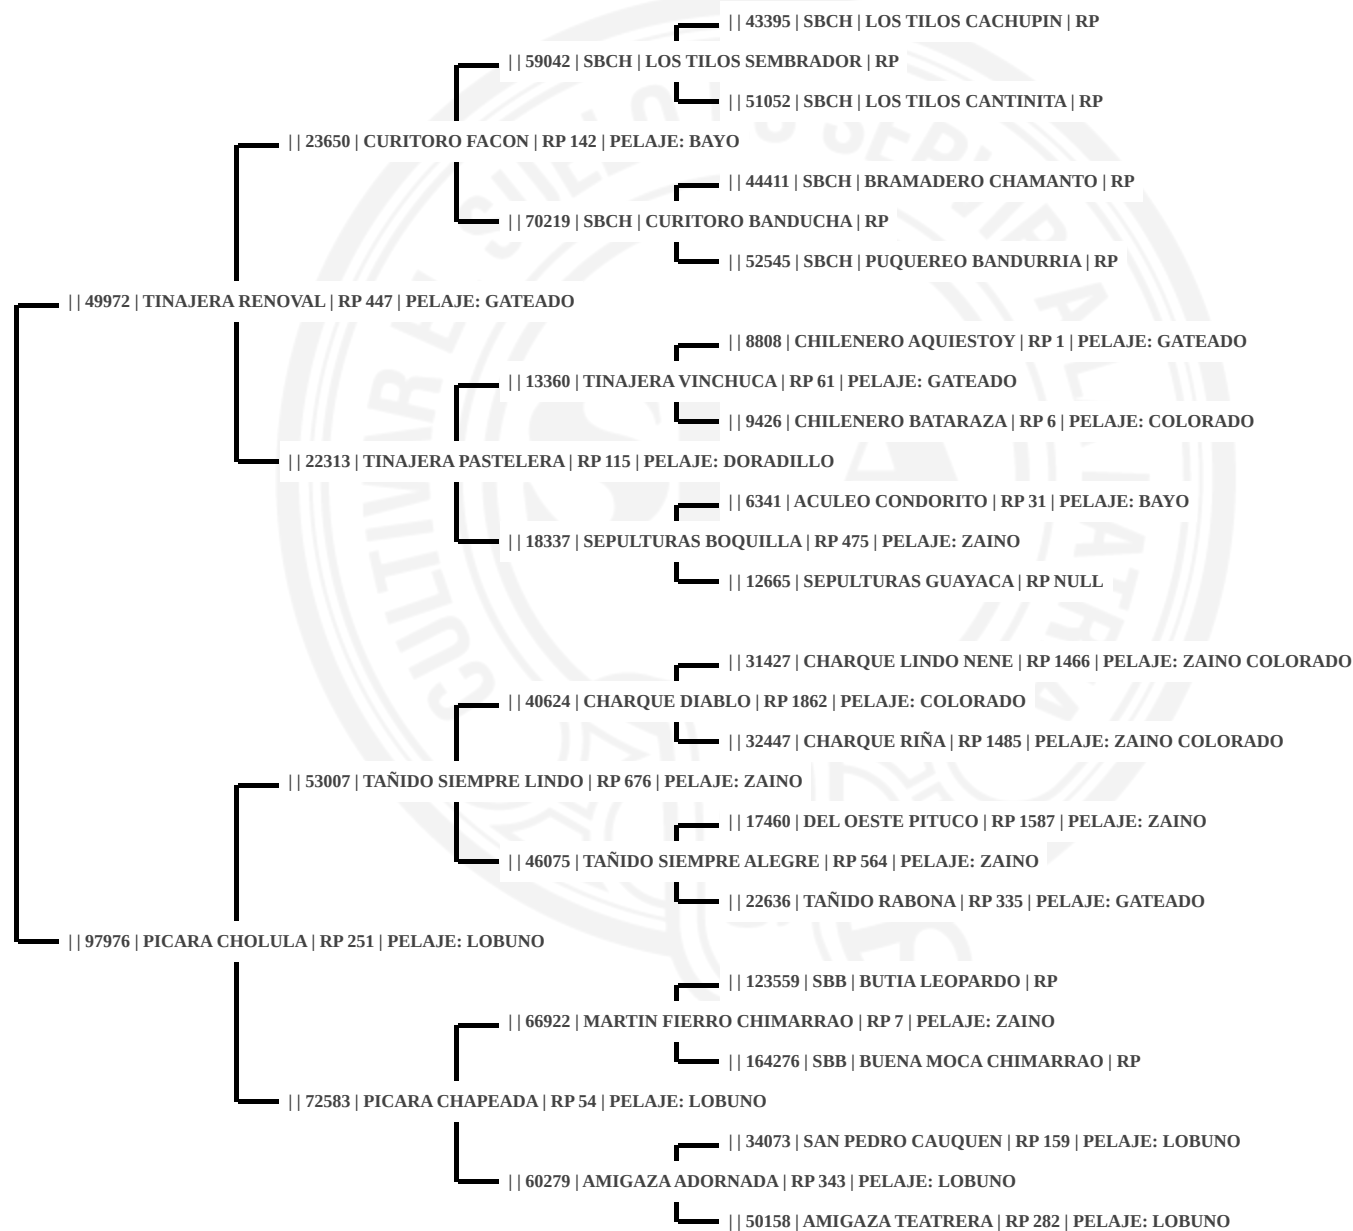 || 43395 | SBCH | LOS TILOS CACHUPIN | RP
|| 59042 | SBCH | LOS TILOS SEMBRADOR | RP
|| 51052 | SBCH | LOS TILOS CANTINITA | RP
|| 23650 | CURITORO FACON | RP 142 | PELAJE: BAYO
|| 44411 | SBCH | BRAMADERO CHAMANTO | RP
|| 70219 | SBCH | CURITORO BANDUCHA | RP
|| 52545 | SBCH | PUQUEREO BANDURRIA | RP
|| 49972 | TINAJERA RENOVAL | RP 447 | PELAJE: GATEADO
|| 8808 | CHILENERO AQUIESTOY | RP 1 | PELAJE: GATEADO
|| 13360 | TINAJERA VINCHUCA | RP 61 | PELAJE: GATEADO
|| 9426 | CHILENERO BATARAZA | RP 6 | PELAJE: COLORADO
|| 22313 | TINAJERA PASTELERA | RP 115 | PELAJE: DORADILLO
|| 6341 | ACULEO CONDORITO | RP 31 | PELAJE: BAYO
|| 18337 | SEPULTURAS BOQUILLA | RP 475 | PELAJE: ZAINO
|| 12665 | SEPULTURAS GUAYACA | RP NULL
|| 31427 | CHARQUE LINDO NENE | RP 1466 | PELAJE: ZAINO COLORADO
|| 40624 | CHARQUE DIABLO | RP 1862 | PELAJE: COLORADO
|| 32447 | CHARQUE RIÑA | RP 1485 | PELAJE: ZAINO COLORADO
|| 53007 | TAÑIDO SIEMPRE LINDO | RP 676 | PELAJE: ZAINO
|| 17460 | DEL OESTE PITUCO | RP 1587 | PELAJE: ZAINO
|| 46075 | TAÑIDO SIEMPRE ALEGRE | RP 564 | PELAJE: ZAINO
|| 22636 | TAÑIDO RABONA | RP 335 | PELAJE: GATEADO
|| 97976 | PICARA CHOLULA | RP 251 | PELAJE: LOBUNO
|| 123559 | SBB | BUTIA LEOPARDO | RP
|| 66922 | MARTIN FIERRO CHIMARRAO | RP 7 | PELAJE: ZAINO
|| 164276 | SBB | BUENA MOCA CHIMARRAO | RP
|| 72583 | PICARA CHAPEADA | RP 54 | PELAJE: LOBUNO
|| 34073 | SAN PEDRO CAUQUEN | RP 159 | PELAJE: LOBUNO
|| 60279 | AMIGAZA ADORNADA | RP 343 | PELAJE: LOBUNO
|| 50158 | AMIGAZA TEATRERA | RP 282 | PELAJE: LOBUNO